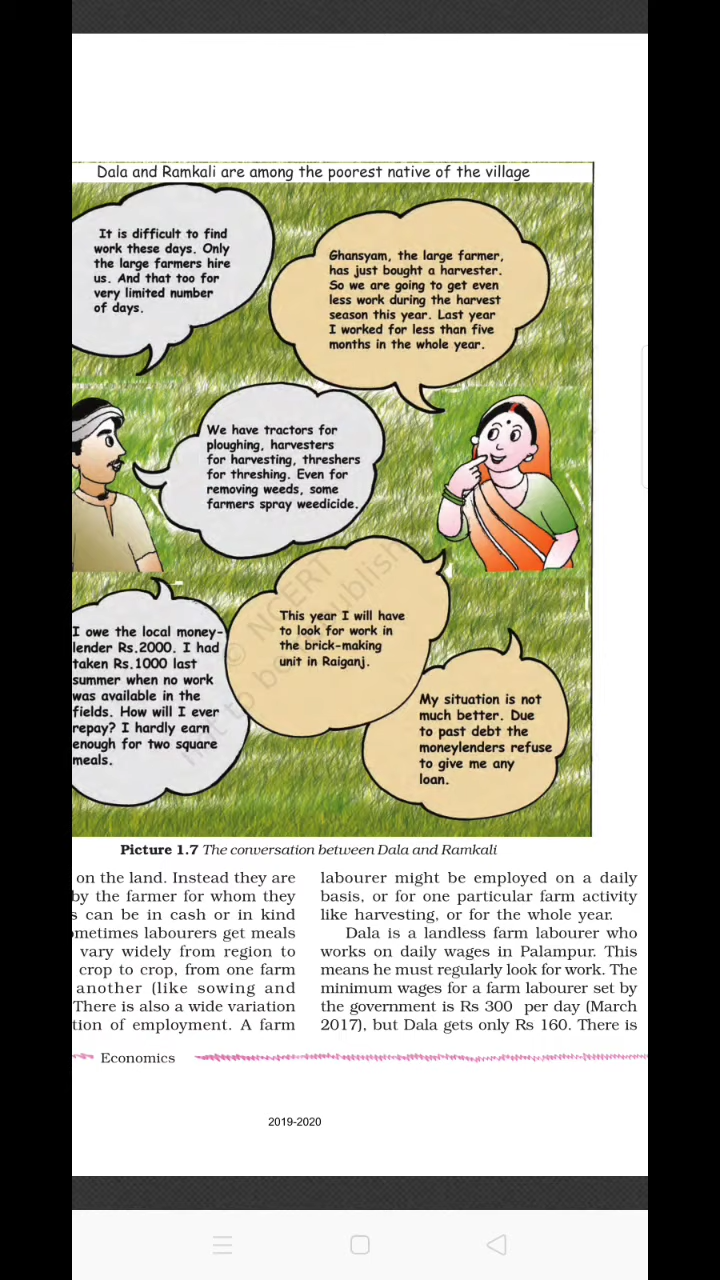 Dala and Ramkali are among the poorest native of the village
It is difficult to find
work these days. Only
the large farmers hire
us. And that too for
very limited number
of days.
Ghansyam, the large farmer,
has just bought a harvester.
So we are going to get even
less work during the harvest
season this year. Last year
I worked for less than five
months in the whole year.
We have tractors for
ploughing, harvesters
for harvesting, threshers
for threshing. Even for
removing weeds, some
farmers spray weedicide.
This year I will have
to look for work in
the brick-making
unit in Raiganj.
I owe the local money-
lender Rs.2000. I had
taken Rs.1000 last
summer when no work
was available in the
fields. How will I ever
repay? I hardly earn
enough for two square
meals.
My situation is not
much better. Due
to past debt the
moneylenders refuse
to give me any
loan.
© NCERT
Picture 1.7 The conversation between Dala and Ramkali
on the land. Instead they are
by the farmer for whom they
s can be in cash or in kind
ometimes labourers get meals
vary widely from region to
crop to crop, from one farm
another (like sowing and
There is also a wide variation
tion of employment. A farm
labourer might be employed on a daily
basis, or for one particular farm activity
like harvesting, or for the whole year.
Dala is a landless farm labourer who
works on daily wages in Palampur. This
means he must regularly look for work. The
minimum wages for a farm labourer set by
the government is Rs 300 per day (March
2017), but Dala gets only Rs 160. There is
Economics
2019-2020